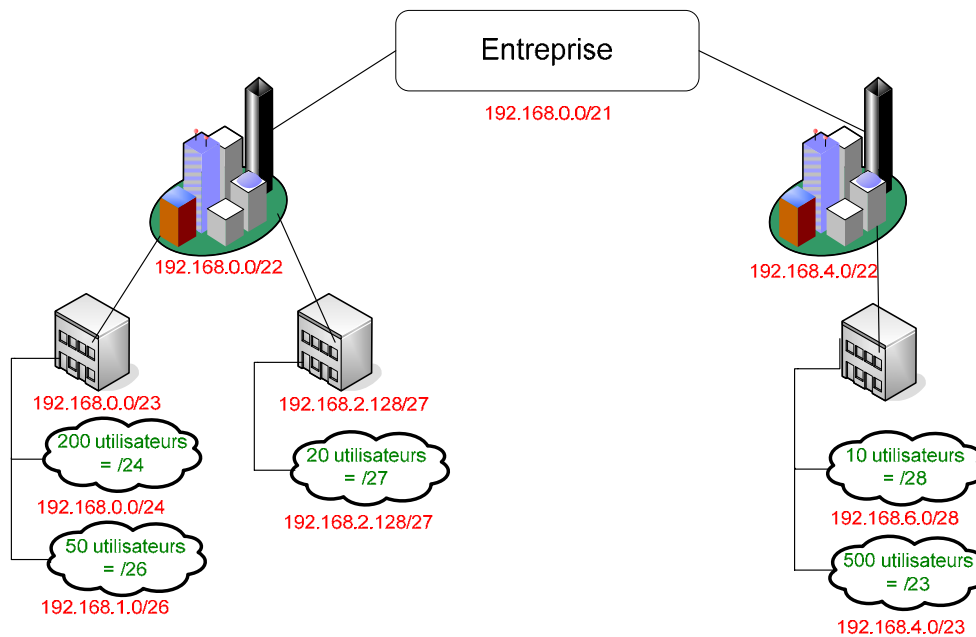 Entreprise
192.168.0.0/21
192.168.0.0/22
192.168.4.0/22
192.168.0.0/23
200 utilisateurs
= /24
192.168.0.0/24
50 utilisateurs
= /26
192.168.1.0/26
192.168.2.128/27
20 utilisateurs
= /27
192.168.2.128/27
10 utilisateurs
= /28
192.168.6.0/28
500 utilisateurs
= /23
192.168.4.0/23